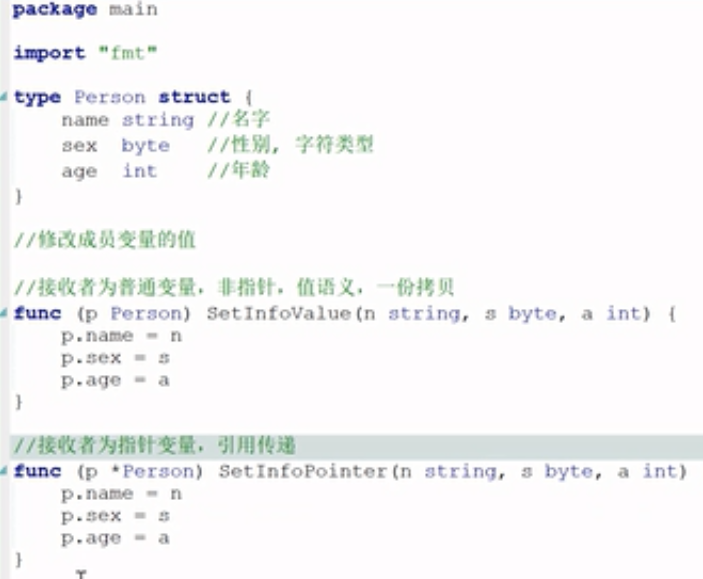 package main
import "fmt"
type Person struct {
name string //名字
sex byte //性别, 字符类型
age int //年龄
}
//修改成员变量的值
//接收者为普通变量，非指针，值语义，一份拷贝
func (p Person) SetInfoValue(n string, s byte, a int) {
p.name = n
p.sex = s
p.age = a
}
//接收者为指针变量，引用传递
func (p *Person) SetInfoPointer(n string, s byte, a int)
p.name = n
p.sex = s
p.age = a
}